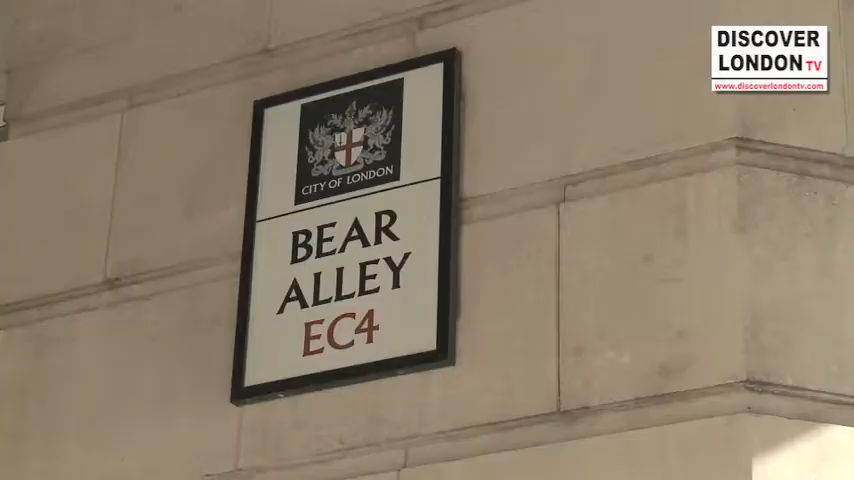 DISCOVER
LONDON TV
www.discoverlondontv.com
CITY OF LONDON
BEAR
ALLEY
EC4